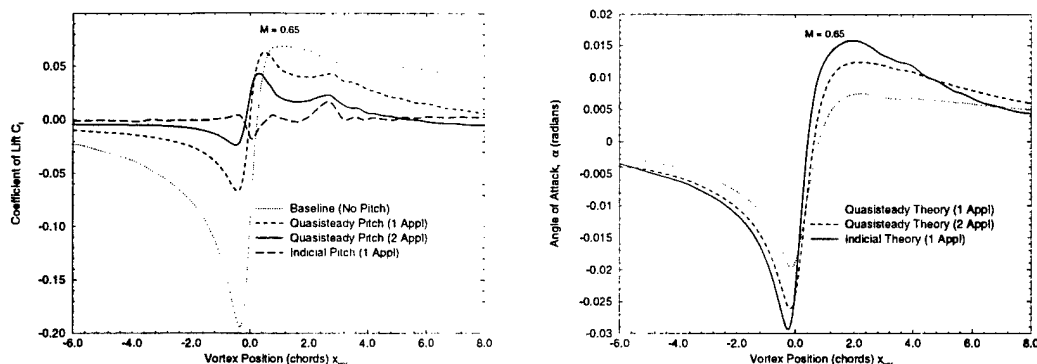 M = 0.65
0.10
0.05
0.00
-0.05
-0.10
-0.15
-0.20
Coefficient of Lift Cl
Baseline (No Pitch)
Quasisteady Pitch (1 Appl)
Quasisteady Pitch (2 Appl)
Indicial Pitch (1 Appl)
-6.0 -4.0 -2.0 0.0 2.0 4.0 6.0 8.0
Vortex Position (chords)
M = 0.65
0.02
0.015
0.01
0.005
0
-0.005
-0.01
-0.015
-0.02
-0.025
-0.03
Angle of Attack, α (radians)
Quasisteady Theory (1 Appl)
Quasisteady Theory (2 Appl)
Indicial Theory (1 Appl)
-6.0 -4.0 -2.0 0.0 2.0 4.0 6.0 8.0
Vortex Position (chords)